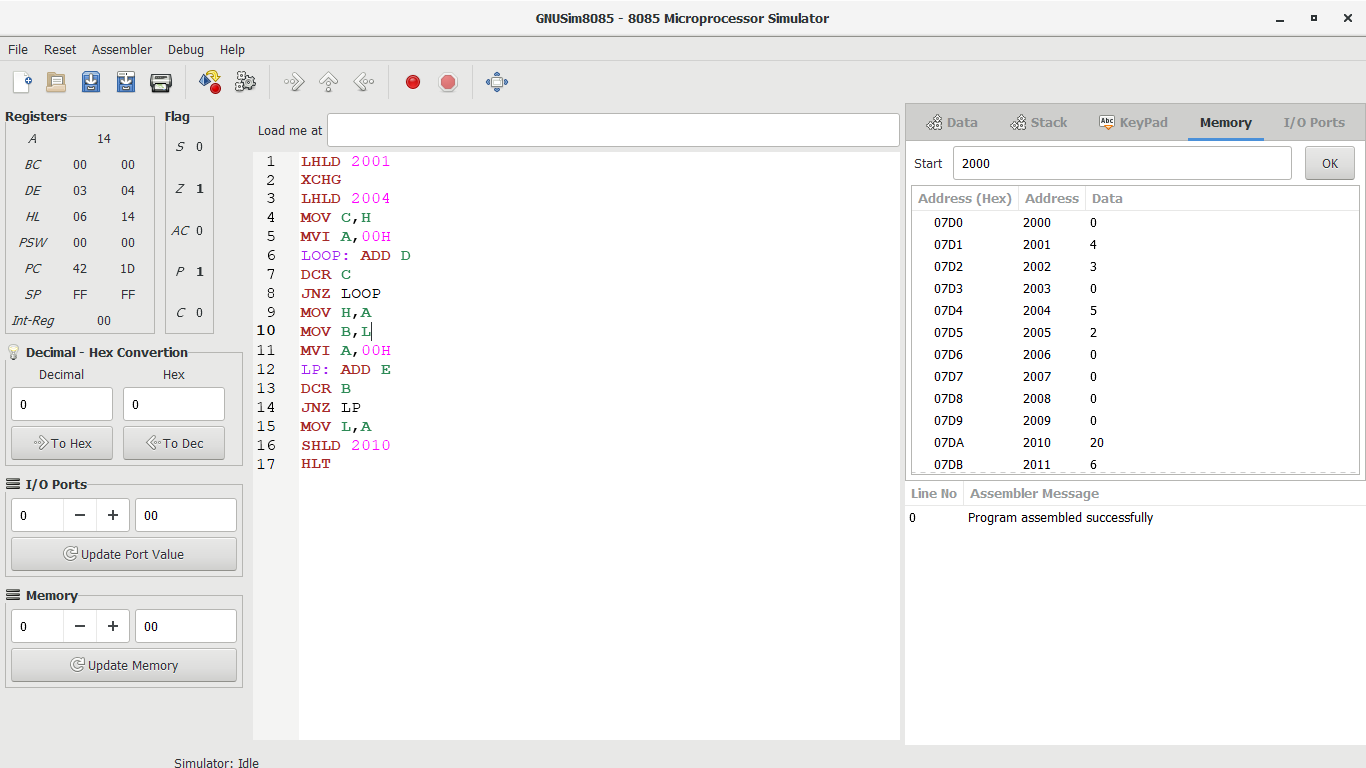 GNUSim8085 - 8085 Microprocessor Simulator
File Reset Assembler Debug Help
Registers
A 14
BC 00 00
DE 03 04
HL 06 14
PSW 00 00
PC 42 1D
SP FF FF
Int-Reg 00
Flag
S 0
Z 1
AC 0
P 1
C 0
Decimal - Hex Convertion
Decimal Hex
0 0
To Hex To Dec
I/O Ports
0 00
Update Port Value
Memory
0 00
Update Memory
Load me at
1 LHLD 2001
2 XCHG
3 LHLD 2004
4 MOV C,H
5 MVI A,00H
6 LOOP: ADD D
7 DCR C
8 JNZ LOOP
9 MOV H,A
10 MOV B,L
11 MVI A,00H
12 LP: ADD E
13 DCR B
14 JNZ LP
15 MOV L,A
16 SHLD 2010
17 HLT
Data Stack Abc KeyPad Memory I/O Ports
Start 2000 OK
Address (Hex) Address Data
07D0 2000 0
07D1 2001 4
07D2 2002 3
07D3 2003 0
07D4 2004 5
07D5 2005 2
07D6 2006 0
07D7 2007 0
07D8 2008 0
07D9 2009 0
07DA 2010 20
07DB 2011 6
Line No Assembler Message
0 Program assembled successfully
Simulator: Idle